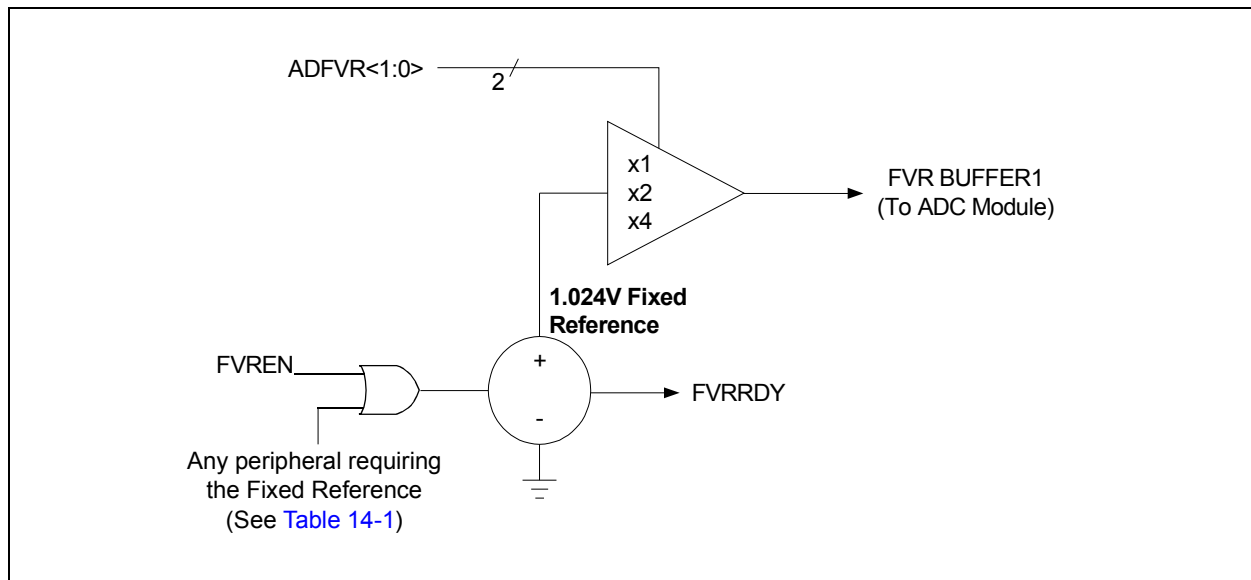 ADFVR<1:0>
2
x1
x2
x4
FVR BUFFER1
(To ADC Module)
1.024V Fixed
Reference
FVREN
+
-
FVRRDY
Any peripheral requiring
the Fixed Reference
(See Table 14-1)